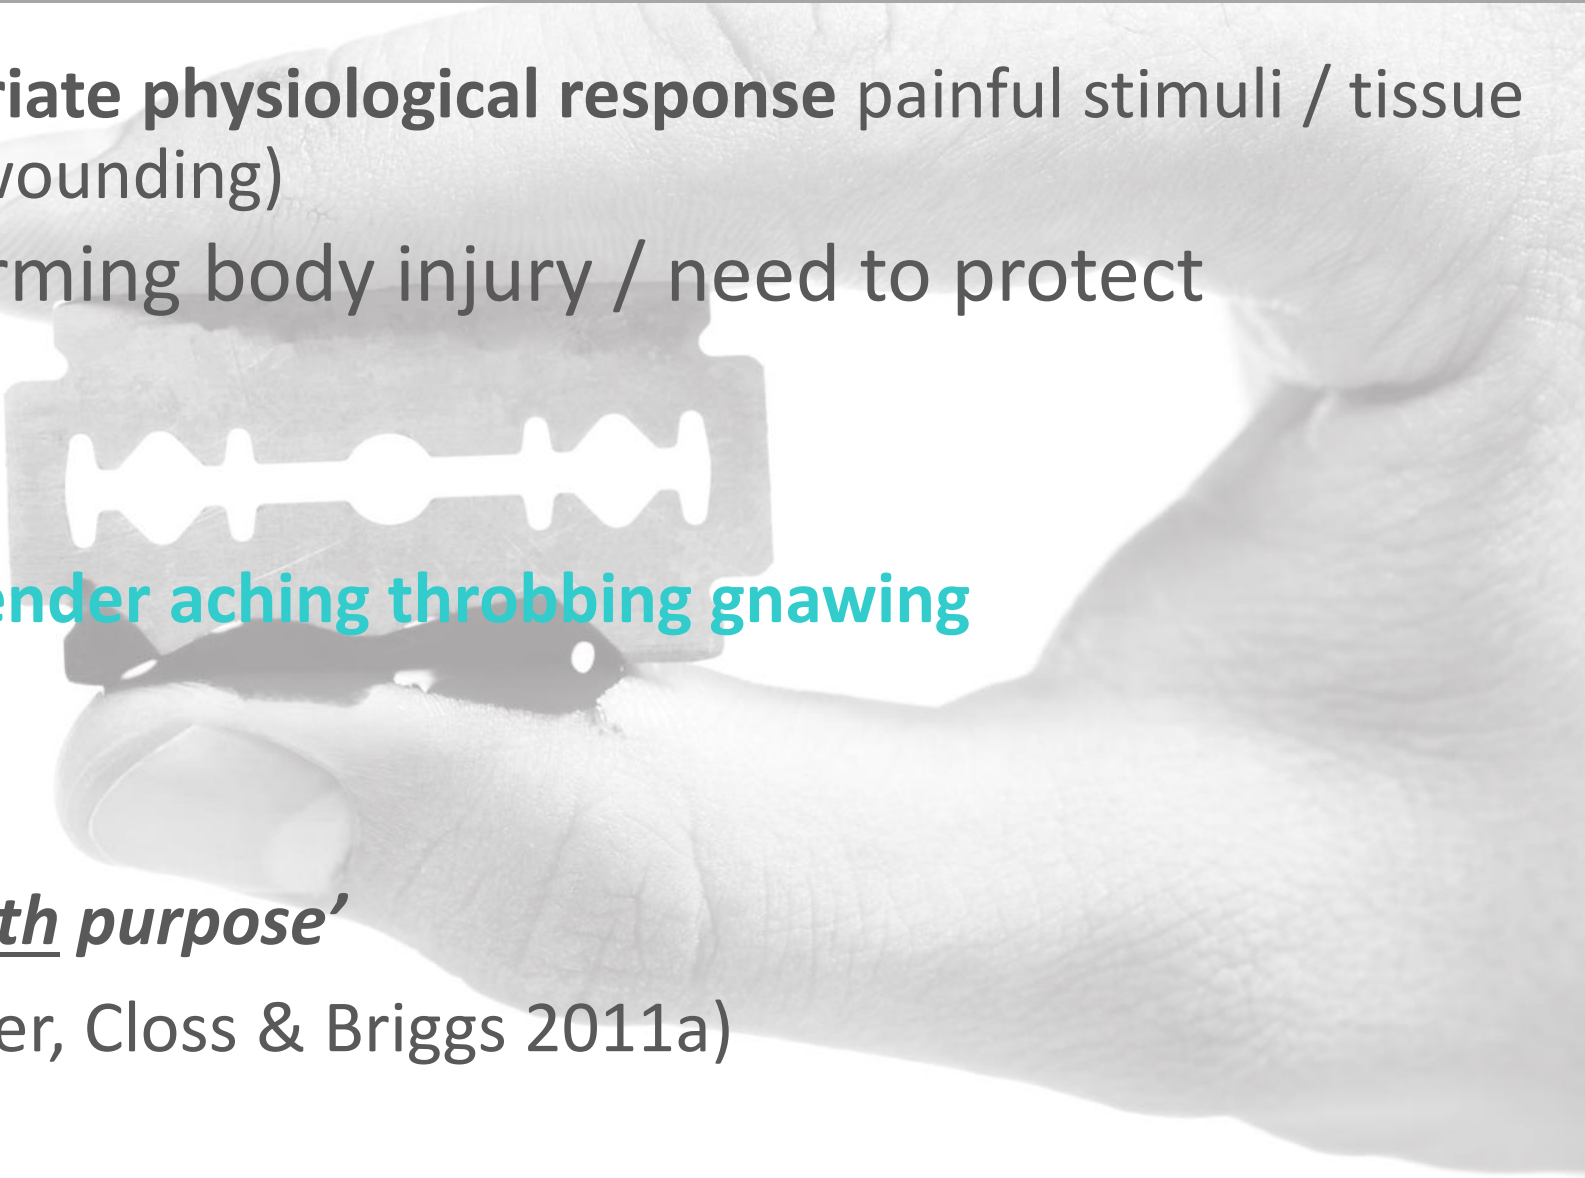 riate physiological response painful stimuli / tissue
wounding)
rming body injury / need to protect
ender aching throbbing gnawing
th purpose’
er, Closs & Briggs 2011a)